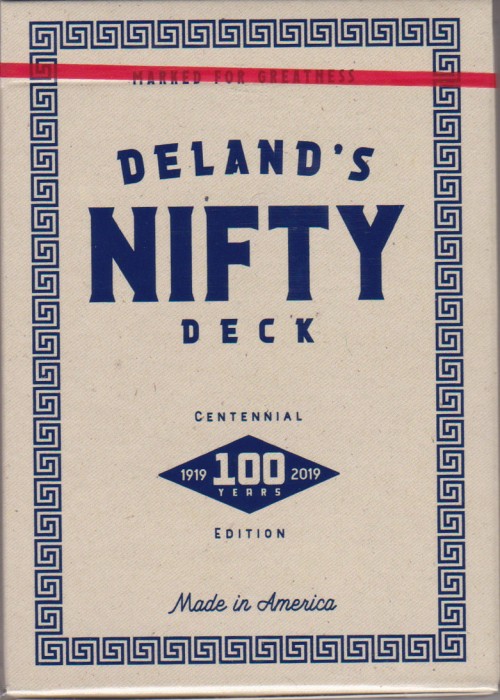 MARKED FOR GREATNESS
DELAND'S
NIFTY
DECK
CENTENNIAL
1919 100 2019
YEARS
EDITION
Made in America